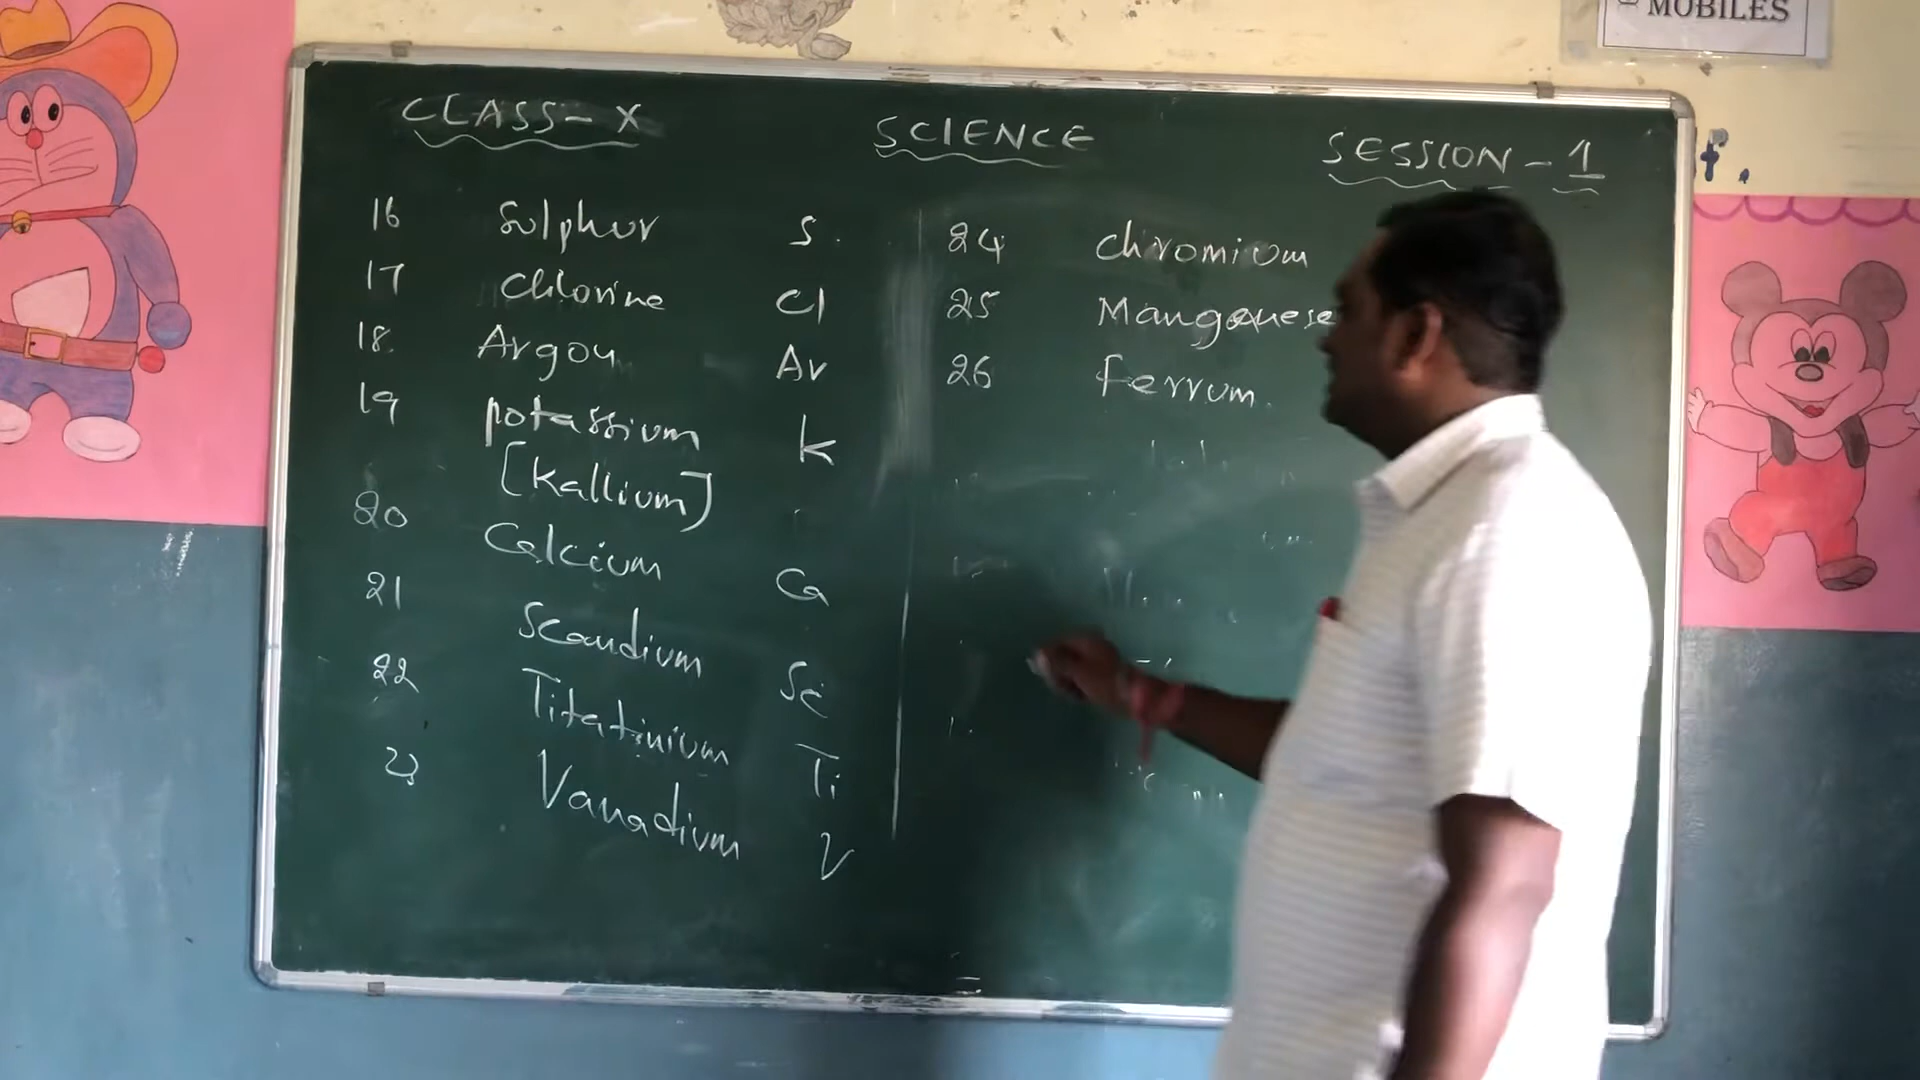 MOBILES
CLASS - X SCIENCE SESSION - 1
16 Sulphur S
17 Chlorine Cl
18 Argon Ar
19 potassium K
[Kallium]
20 Calcium Ca
21 Scandium Sc
22 Titatinium Ti
23 Vanadium V
24 chromium
25 Manganese
26 Ferrum